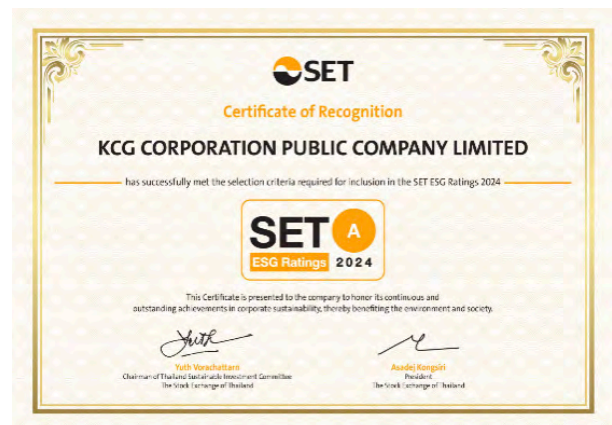 SET
Certificate of Recognition
KCG CORPORATION PUBLIC COMPANY LIMITED
has successfully met the selection criteria required for inclusion in the SET ESG Ratings 2024
SET A
ESG Ratings 2024
This Certificate is presented to the company to honor its continuous and
outstanding achievements in corporate sustainability, thereby benefiting the environment and society.
Yuth Vorachattarn Asadej Kongsiri
Chairman of Thailand Sustainable Investment Committee President
The Stock Exchange of Thailand The Stock Exchange of Thailand